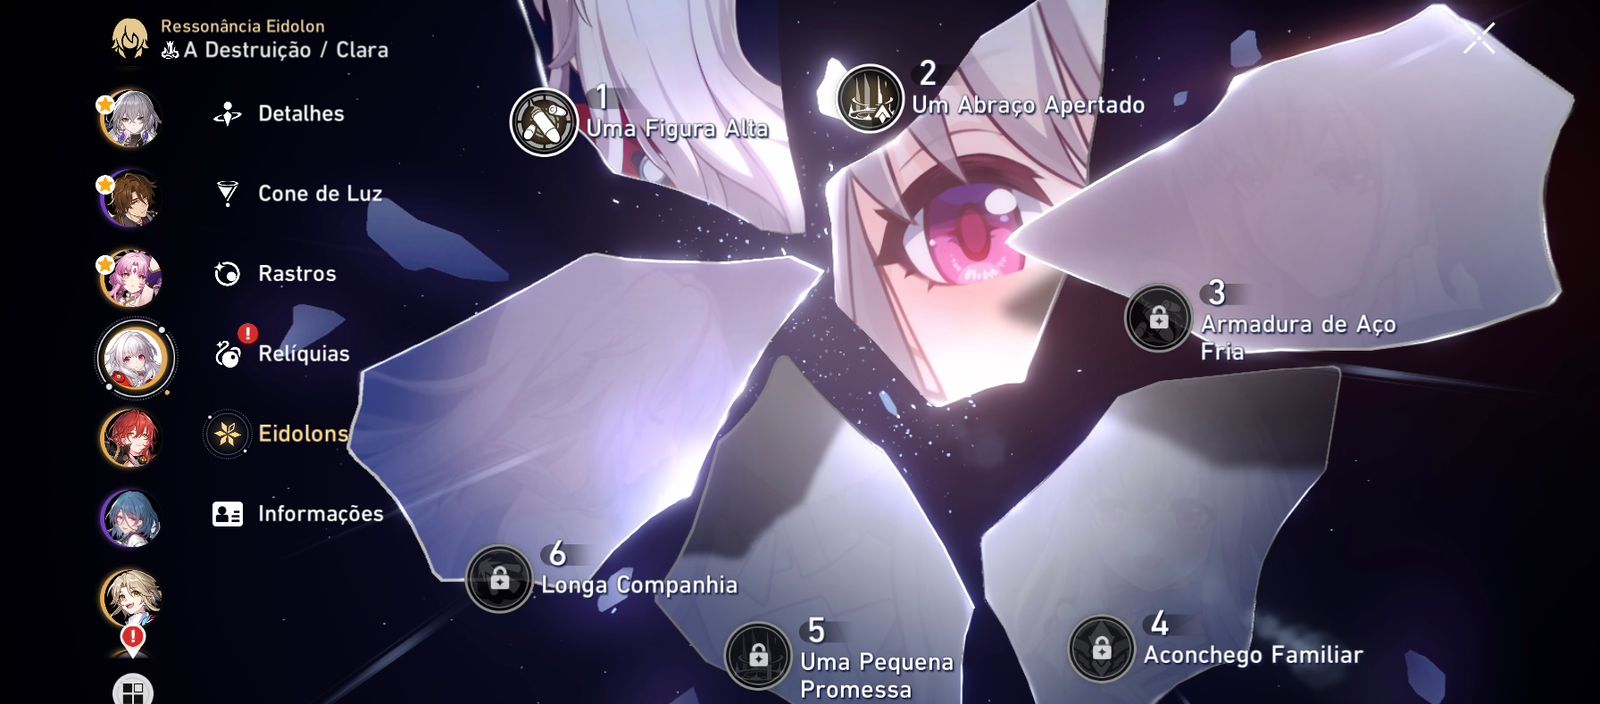 Ressonância Eidolon
A Destruição / Clara
Detalhes
Cone de Luz
Rastros
Relíquias
Eidolons
Informações
1
Uma Figura Alta
2
Um Abraço Apertado
3
Armadura de Aço
Fria
4
Aconchego Familiar
5
Uma Pequena
Promessa
6
Longa Companhia